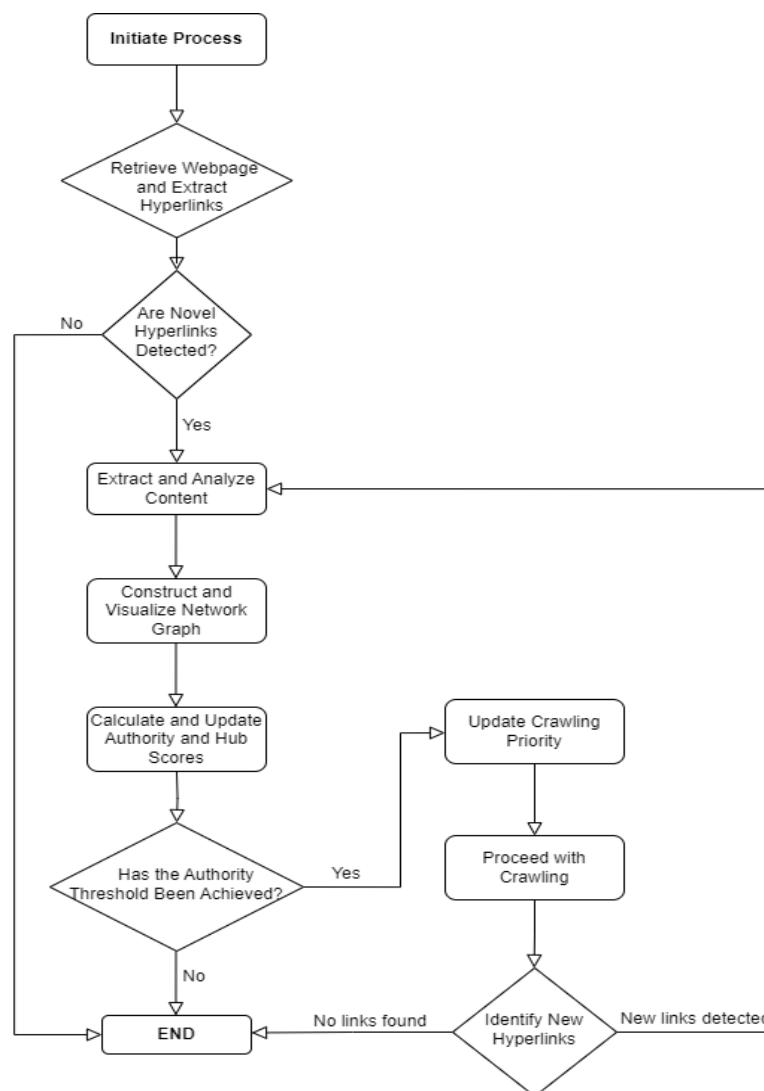 Initiate Process
Retrieve Webpage
and Extract
Hyperlinks
Are Novel
Hyperlinks
Detected?
No
Yes
Extract and Analyze
Content
Construct and
Visualize Network
Graph
Calculate and Update
Authority and Hub
Scores
Has the Authority
Threshold Been Achieved?
Yes
No
END
Update Crawling
Priority
Proceed with
Crawling
Identify New
Hyperlinks
No links found
New links detected